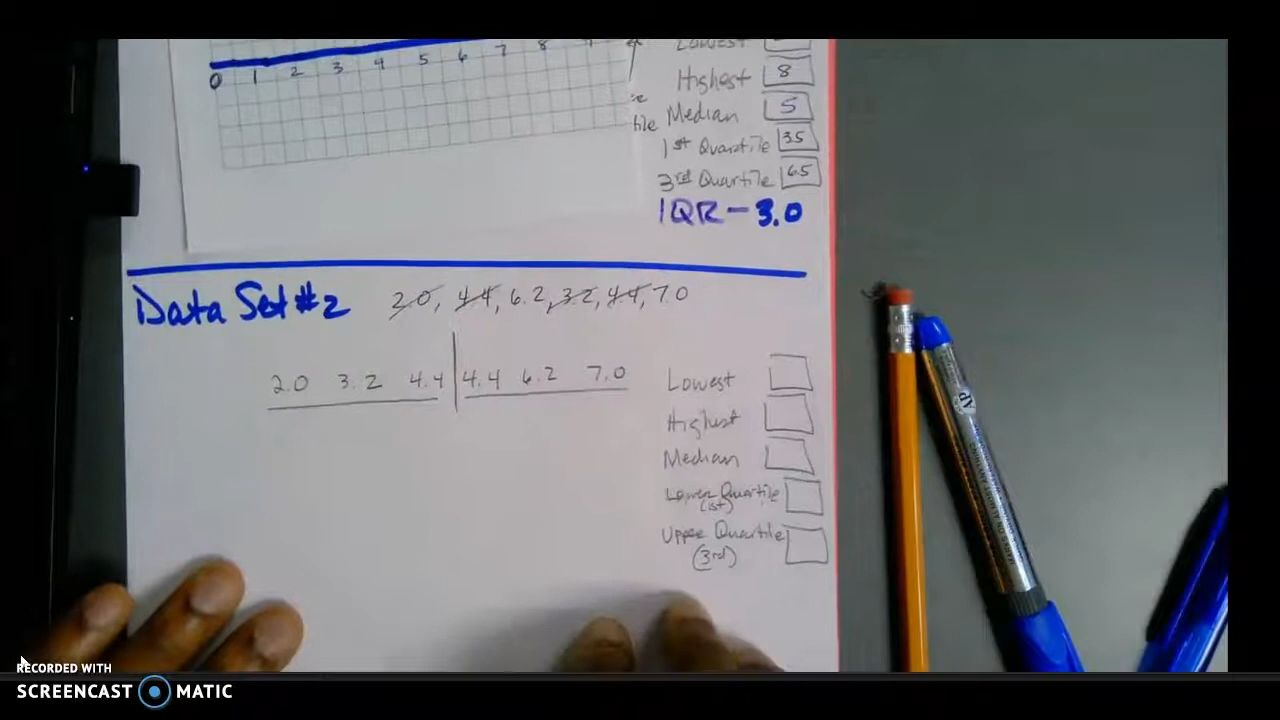 0 1 2 3 4 5 6 7 8
Lowest
Highest 8
Median 5
1st Quartile 3.5
3rd Quartile 6.5
IQR - 3.0
Data Set #2 2.0, 4.4, 6.2, 3.2, 4.4, 7.0
2.0 3.2 4.4 4.4 6.2 7.0
Lowest
Highest
Median
Lower Quartile
(1st)
Upper Quartile
(3rd)
RECORDED WITH
SCREENCAST MATIC